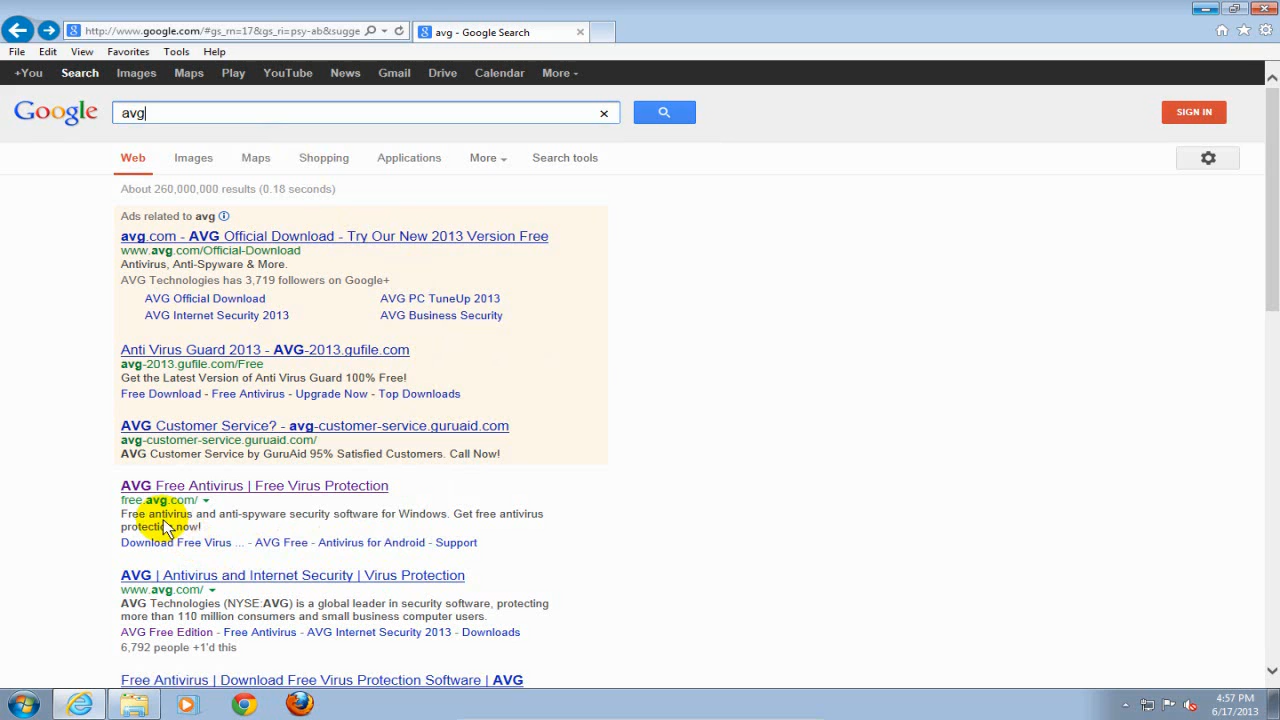 http://www.google.com/#gs_rn=17&gs_ri=psy-ab&sugge
avg - Google Search
File Edit View Favorites Tools Help
+You Search Images Maps Play YouTube News Gmail Drive Calendar More
Google avg SIGN IN
Web Images Maps Shopping Applications More Search tools
About 260,000,000 results (0.18 seconds)
Ads related to avg
avg.com - AVG Official Download - Try Our New 2013 Version Free
www.avg.com/Official-Download
Antivirus, Anti-Spyware & More.
AVG Technologies has 3,719 followers on Google+
AVG Official Download AVG PC TuneUp 2013
AVG Internet Security 2013 AVG Business Security
Anti Virus Guard 2013 - AVG-2013.gufile.com
avg-2013.gufile.com/Free
Get the Latest Version of Anti Virus Guard 100% Free!
Free Download - Free Antivirus - Upgrade Now - Top Downloads
AVG Customer Service? - avg-customer-service.guruaid.com
avg-customer-service.guruaid.com/
AVG Customer Service by GuruAid 95% Satisfied Customers. Call Now!
AVG Free Antivirus | Free Virus Protection
free.avg.com/
Free antivirus and anti-spyware security software for Windows. Get free antivirus
protection now!
Download Free Virus ... - AVG Free - Antivirus for Android - Support
AVG | Antivirus and Internet Security | Virus Protection
www.avg.com/
AVG Technologies (NYSE:AVG) is a global leader in security software, protecting
more than 110 million consumers and small business computer users.
AVG Free Edition - Free Antivirus - AVG Internet Security 2013 - Downloads
6,792 people +1'd this
Free Antivirus | Download Free Virus Protection Software | AVG
4:57 PM
6/17/2013